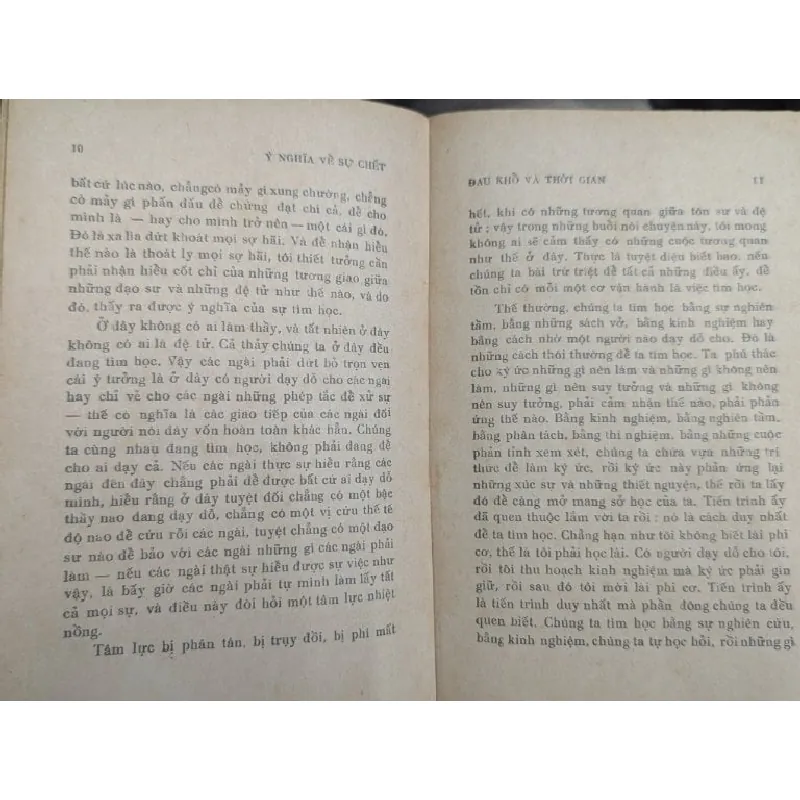 10
Ý NGHĨA VỀ SỰ CHẾT
bất cứ lúc nào, chẳngcó mảy gì xung chướng, chẳng
có mảy gì phấn đấu để chứng đạt chi cả, để cho
mình là — hay cho mình trở nên — một cái gì đó.
Đó là xa lìa dứt khoát mọi sợ hãi. Và để nhận hiểu
thế nào là thoát ly mọi sợ hãi, tôi thiết tưởng cần
phải nhận hiểu cốt chỉ của những tương giao giữa
những đạo sư và những đệ tử như thế nào, và do
đó, thấy ra được ý nghĩa của sự tìm học.
Ở đây không có ai làm thầy, và tất nhiên ở đây
không có ai là đệ tử. Cả thảy chúng ta ở đây đều
đang tìm học. Vậy các ngài phải dứt bỏ trọn vẹn
cái ý tưởng là ở đây có người dạy dỗ cho các ngài
hay chỉ vẽ cho các ngài những phép tắc để xử sự
— thế có nghĩa là các giao tiếp của các ngài đối
với người nói đây vốn hoàn toàn khác hẳn. Chúng
ta cùng nhau đang tìm học, không phải đang để
cho ai dạy cả. Nếu các ngài thực sự hiểu rằng các
ngài đến đây chẳng phải để được bất cứ ai dạy dỗ
mình, hiểu rằng ở đây tuyệt đối chẳng có một bậc
thầy nào đang dạy dỗ, chẳng có một vị cứu thế tế
độ nào để cứu rỗi các ngài, tuyệt chẳng có một đạo
sư nào để bảo với các ngài những gì các ngài phải
làm — nếu các ngài thật sự hiểu được sự việc như
vậy, là bấy giờ các ngài phải tự mình làm lấy tất
cả mọi sự, và điều này đòi hỏi một tâm lực nhiệt
nồng.
Tâm lực bị phân tán, bị trụy đồi, bị phí mất
ĐAU KHỔ VÀ THỜI GIAN
11
hết, khi có những tương quan giữa tôn sư và đệ
tử ; vậy trong những buổi nói chuyện này, tôi mong
không ai sẽ cảm thấy có những cuộc tương quan
như thế ở đây. Thực là tuyệt diệu biết bao, nếu
chúng ta bài trừ triệt để tất cả những điều ấy, để
tồn chỉ có mỗi một cơ vận hành là việc tìm học.
Thế thường, chúng ta tìm học bằng sự nghiên
tầm, bằng những sách vở, bằng kinh nghiệm hay
bằng cách nhờ một người nào dạy cho. Đó là
những cách thói thường để ta tìm học. Ta phó thác
cho ký ức những gì nên làm và những gì không nên
làm, những gì nên suy tưởng và những gì không
nên suy tưởng, phải cảm nhận thế nào, phải phản
ứng thế nào. Bằng kinh nghiệm, bằng nghiên tầm,
bằng phân tách, bằng thí nghiệm, bằng những cuộc
phản tỉnh xem xét, chúng ta chứa vựa những tri
thức để làm ký ức, rồi ký ức này phản ứng lại
những xúc sự và những thiết nguyện, thế rồi ta lấy
đó để càng mở mang sở học của ta. Tiến trình ấy
đã quen thuộc lắm với ta rồi : nó là cách duy nhất
để ta tìm học. Chẳng hạn như tôi không biết lái phi
cơ, thế là tôi phải học lái. Có người dạy dỗ cho tôi,
rồi tôi thu hoạch kinh nghiệm mà ký ức phải gìn
giữ, rồi sau đó tôi mới lái phi cơ. Tiến trình ấy
là tiến trình duy nhất mà phần đông chúng ta đều
quen biết. Chúng ta tìm học bằng sự nghiên cứu,
bằng kinh nghiệm, chúng ta tự học hỏi, rồi những gì